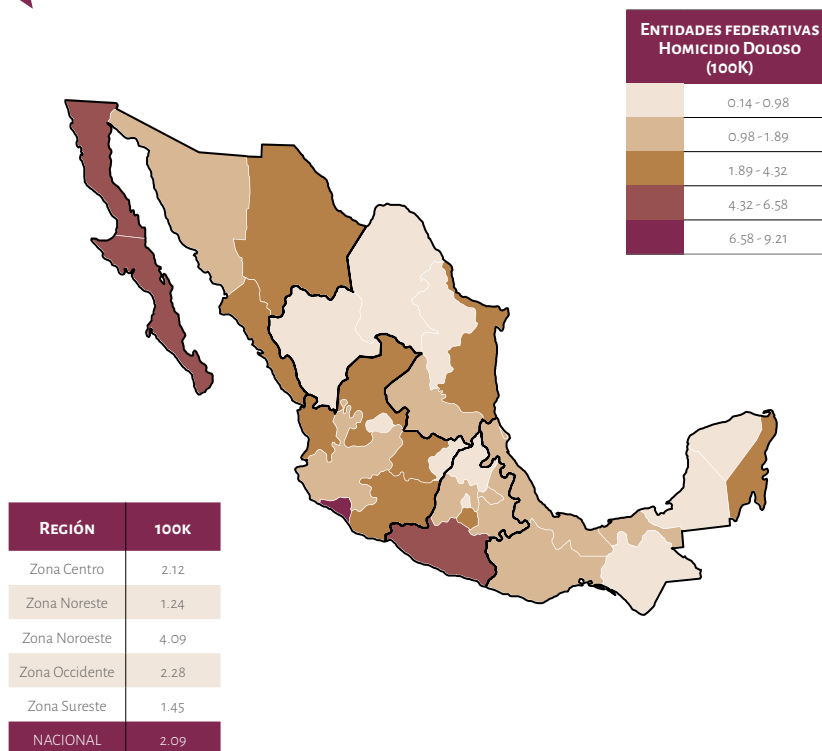 ENTIDADES FEDERATIVAS
HOMICIDIO DOLOSO
(100K)
0.14 - 0.98
0.98 - 1.89
1.89 - 4.32
4.32 - 6.58
6.58 - 9.21
REGIÓN 100K
Zona Centro 2.12
Zona Noreste 1.24
Zona Noroeste 4.09
Zona Occidente 2.28
Zona Sureste 1.45
NACIONAL 2.09